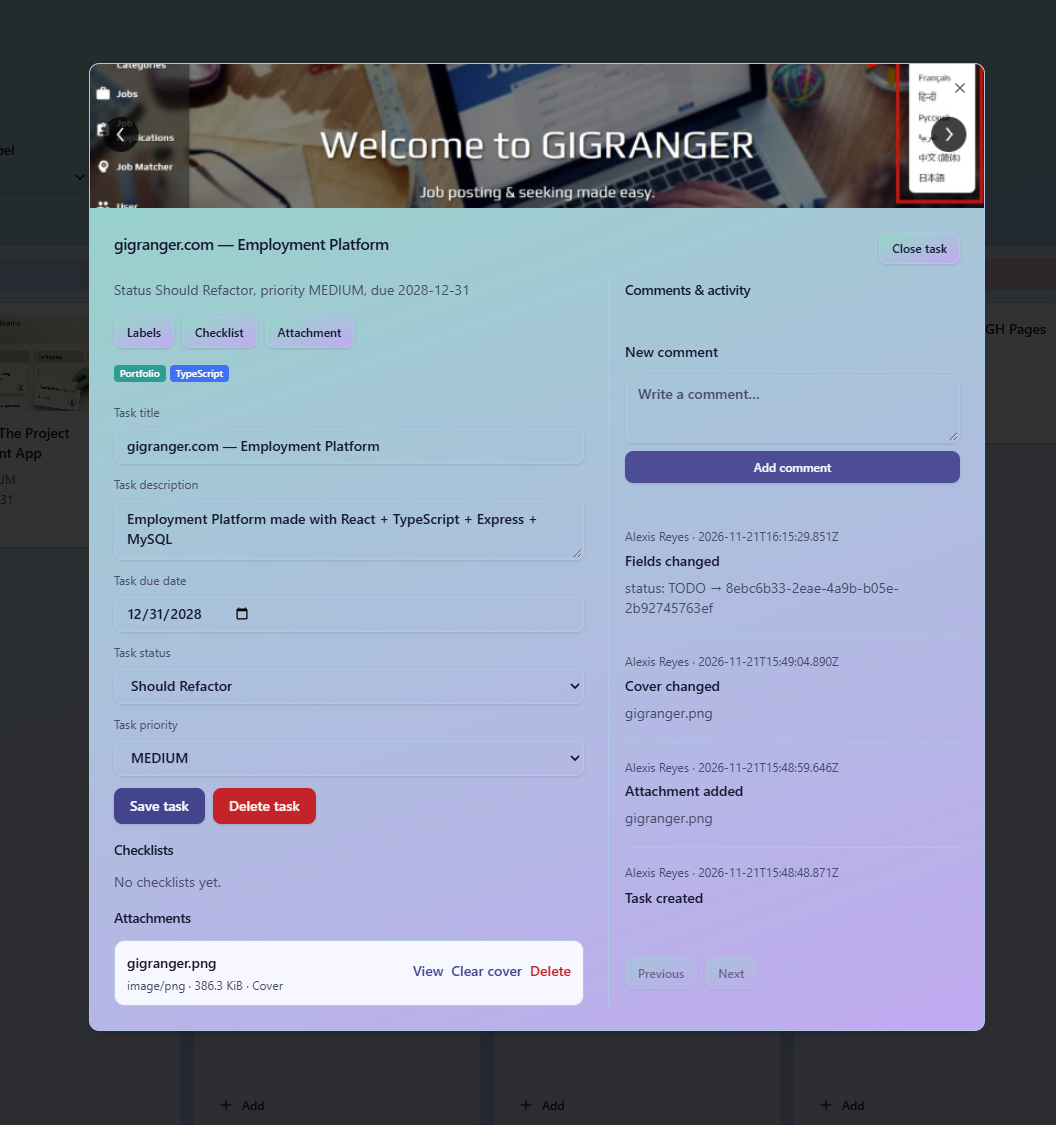 Categories
Jobs
Job
Applications
Job Matcher
User
Welcome to GIGRANGER
Job posting & seeking made easy.
Français
हिन्दी
中文 (简体)
日本語
gigranger.com — Employment Platform
Close task
Status Should Refactor, priority MEDIUM, due 2028-12-31
Labels
Checklist
Attachment
Portfolio
TypeScript
Task title
gigranger.com — Employment Platform
Task description
Employment Platform made with React + TypeScript + Express +
MySQL
Task due date
12/31/2028
Task status
Should Refactor
Task priority
MEDIUM
Save task
Delete task
Checklists
No checklists yet.
Attachments
gigranger.png
image/png · 386.3 KiB · Cover
View
Clear cover
Delete
Comments & activity
New comment
Write a comment...
Add comment
Alexis Reyes · 2026-11-21T16:15:29.851Z
Fields changed
status: TODO → 8ebc6b33-2eae-4a9b-b05e-
2b92745763ef
Alexis Reyes · 2026-11-21T15:49:04.890Z
Cover changed
gigranger.png
Alexis Reyes · 2026-11-21T15:48:59.646Z
Attachment added
gigranger.png
Alexis Reyes · 2026-11-21T15:48:48.871Z
Task created
Previous
Next
The Project
nt App
31
GH Pages
Add
Add
Add